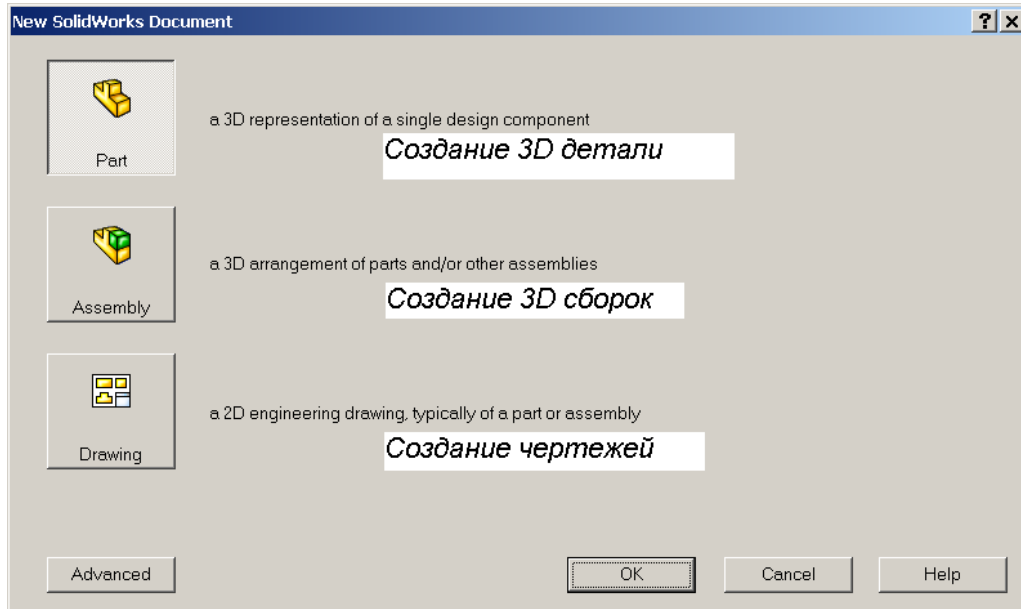 New SolidWorks Document
a 3D representation of a single design component
Создание 3D детали
Part
a 3D arrangement of parts and/or other assemblies
Создание 3D сборок
Assembly
a 2D engineering drawing, typically of a part or assembly
Создание чертежей
Drawing
Advanced
OK
Cancel
Help